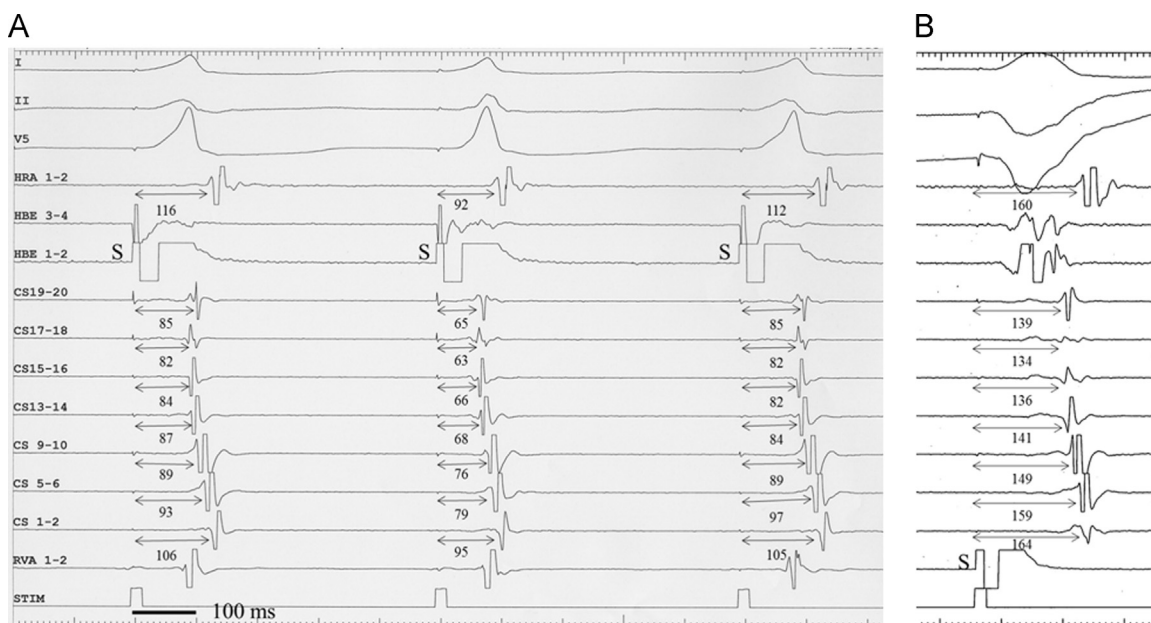 A
B
I
II
V5
HRA 1-2
116
92
112
160
HBE 3-4
S
S
S
HBE 1-2
CS19-20
85
65
85
139
CS17-18
82
63
82
134
CS15-16
84
66
82
136
CS13-14
87
68
84
141
CS 9-10
89
76
89
149
CS 5-6
93
79
97
159
CS 1-2
106
95
105
164
RVA 1-2
S
STIM
100 ms